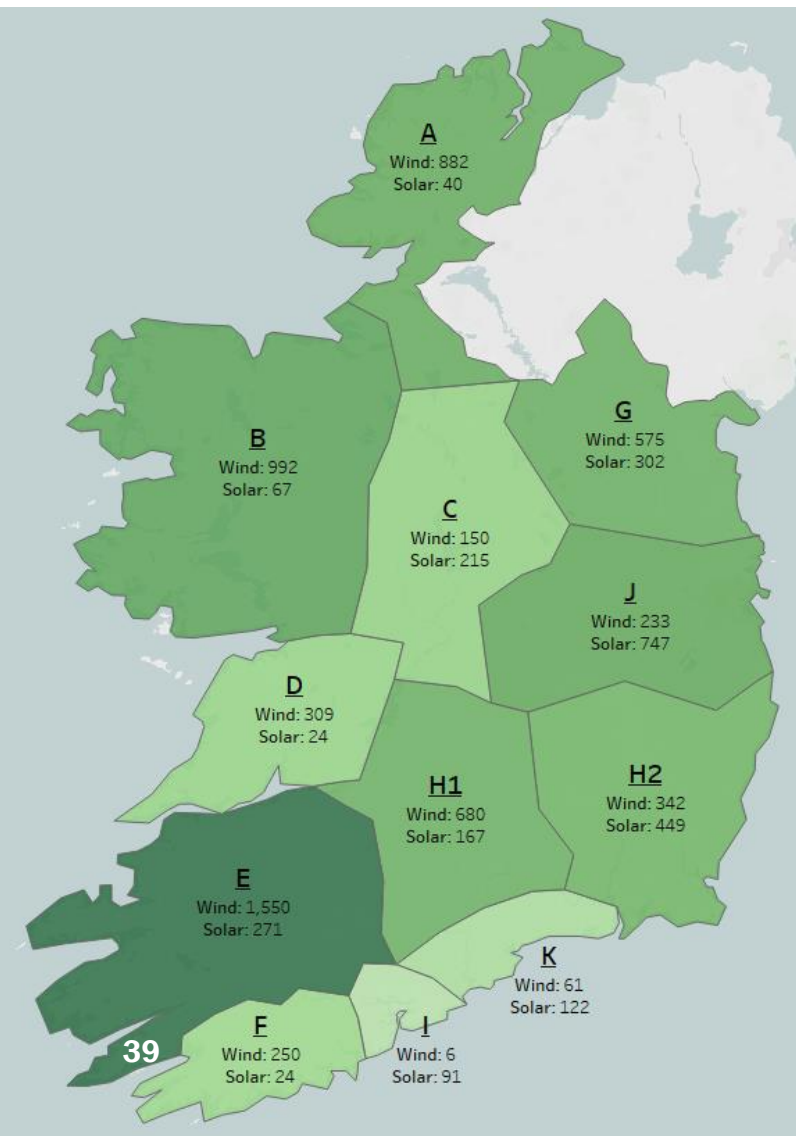 A
Wind: 882
Solar: 40
G
Wind: 575
Solar: 302
B
Wind: 992
Solar: 67
C
Wind: 150
Solar: 215
J
Wind: 233
Solar: 747
D
Wind: 309
Solar: 24
H1
Wind: 680
Solar: 167
H2
Wind: 342
Solar: 449
E
Wind: 1,550
Solar: 271
K
Wind: 61
Solar: 122
F
Wind: 250
Solar: 24
I
Wind: 6
Solar: 91
39